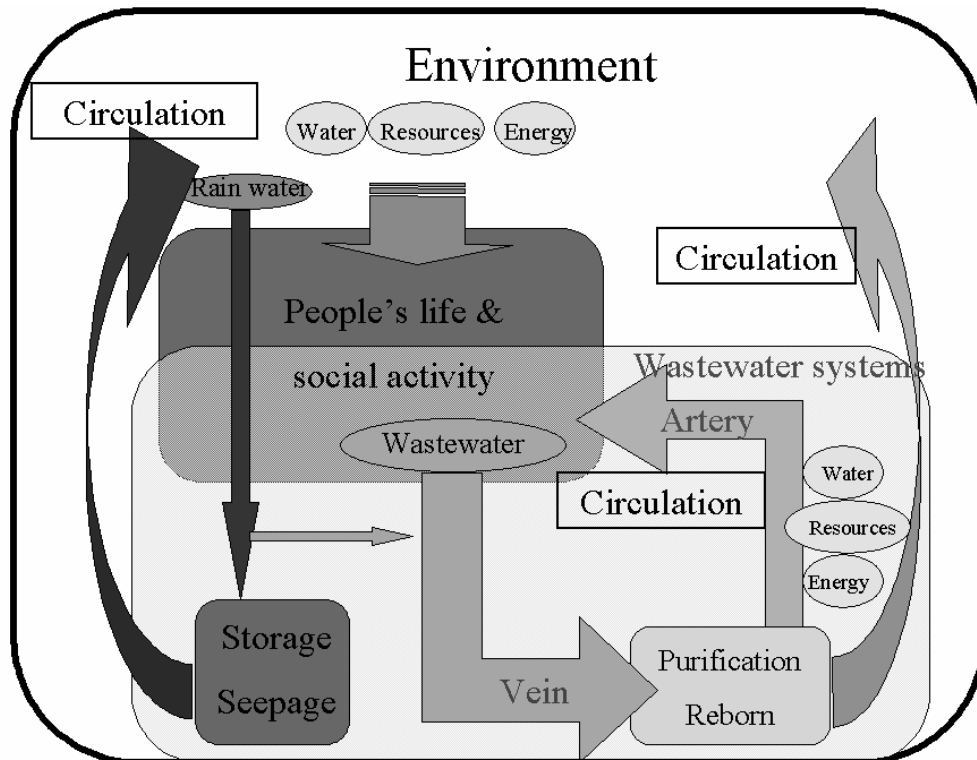 Environment
Circulation
Water
Resources
Energy
Rain water
Circulation
People's life &
social activity
Wastewater systems
Artery
Wastewater
Water
Circulation
Resources
Energy
Storage
Seepage
Vein
Purification
Reborn